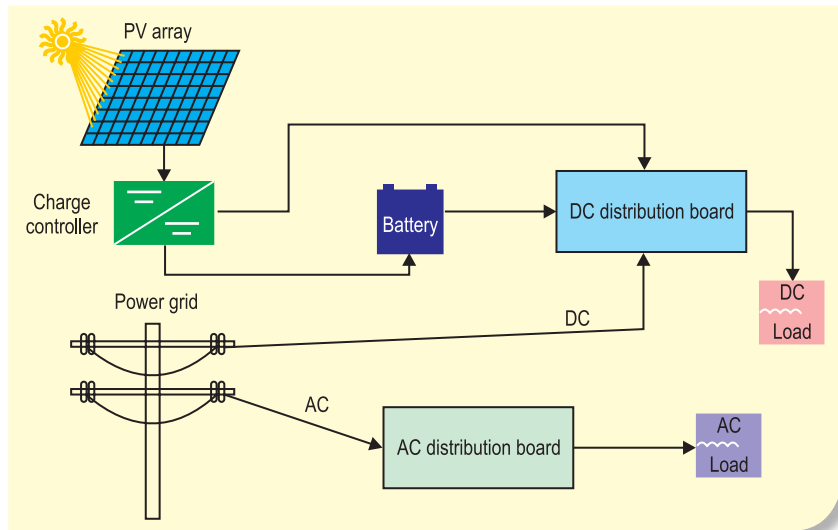 PV array
Charge
controller
Battery
DC distribution board
DC
Load
Power grid
DC
AC
AC distribution board
AC
Load